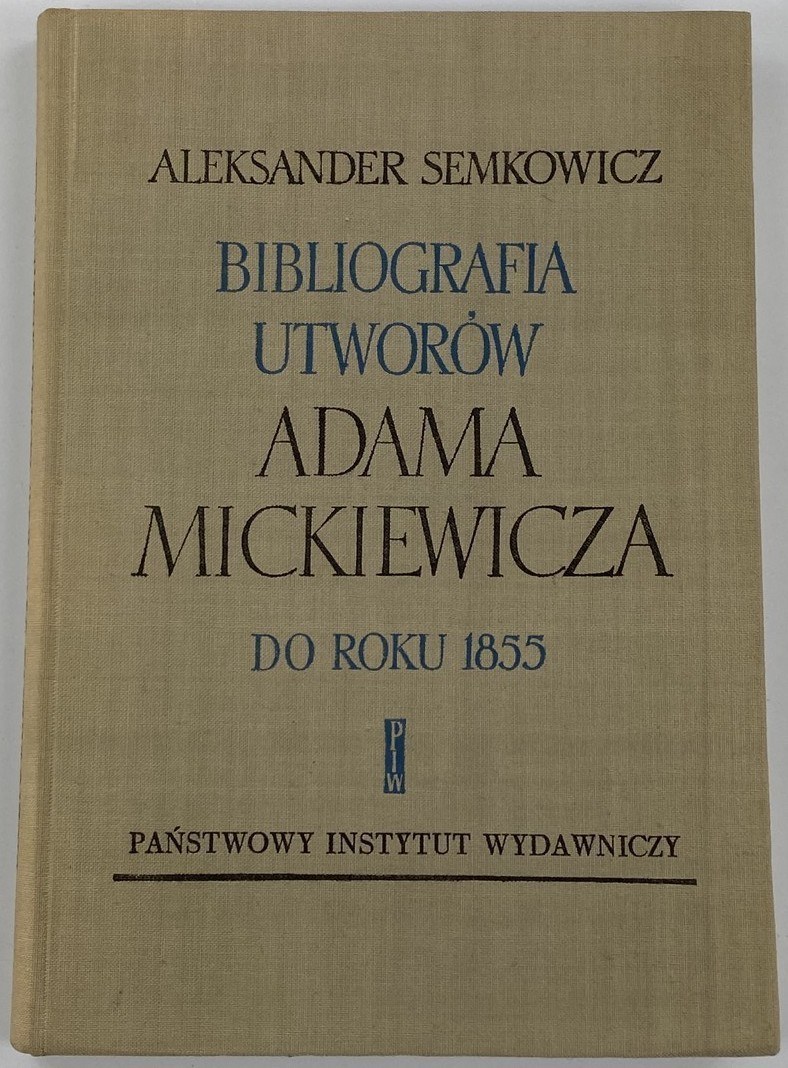 ALEKSANDER SEMKOWICZ
BIBLIOGRAFIA
UTWORÓW
ADAMA
MICKIEWICZA
DO ROKU 1855
P
I
W
PAŃSTWOWY INSTYTUT WYDAWNICZY